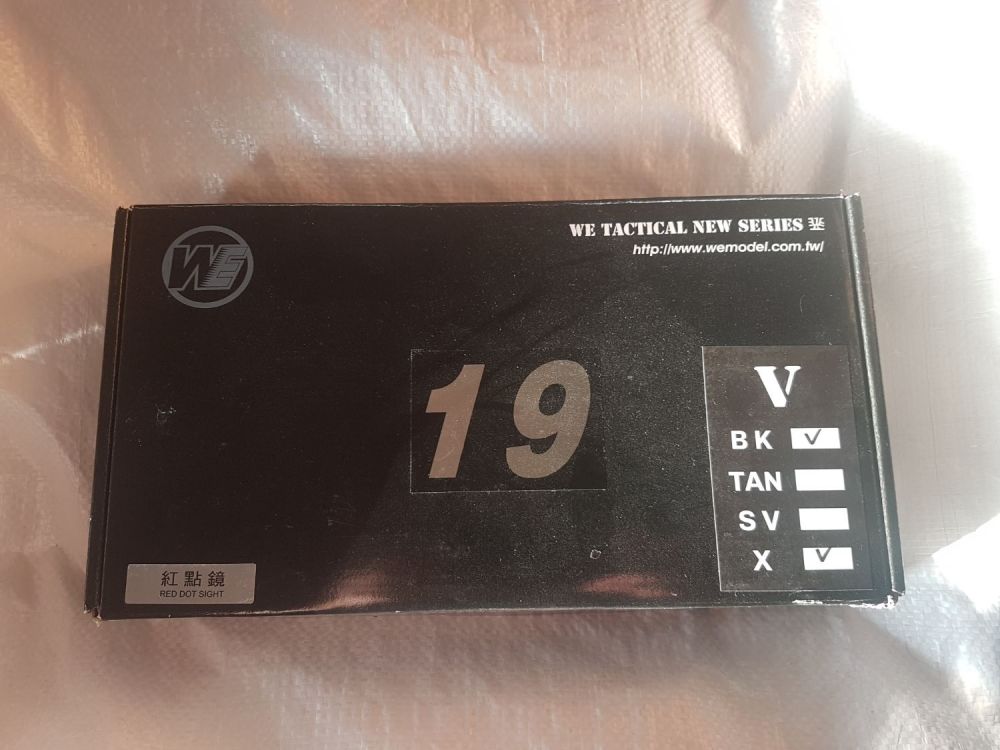 WE
WE TACTICAL NEW SERIES
http://www.wemodel.com.tw/
19
V
BK ✓
TAN
SV
X ✓
紅點鏡
RED DOT SIGHT